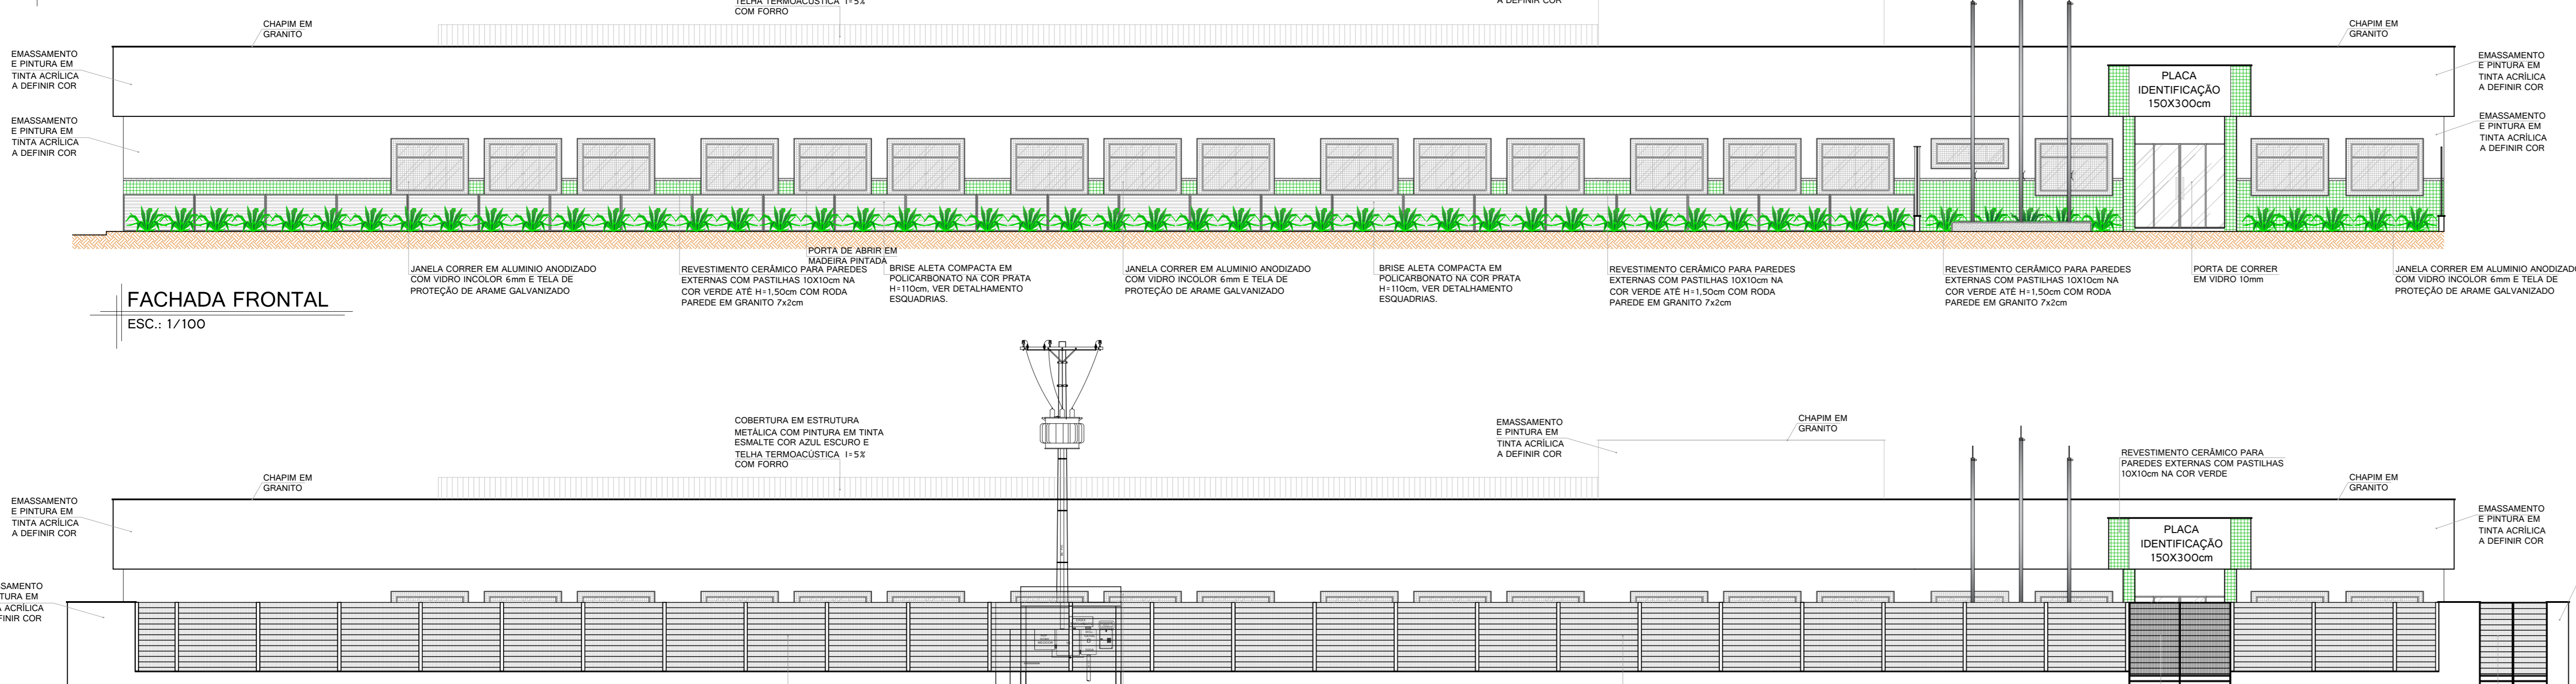 TELHA TERMOACÚSTICA I=5%
COM FORRO
A DEFINIR COR
CHAPIM EM
GRANITO
CHAPIM EM
GRANITO
EMASSAMENTO
E PINTURA EM
TINTA ACRÍLICA
A DEFINIR COR
EMASSAMENTO
E PINTURA EM
TINTA ACRÍLICA
A DEFINIR COR
PLACA
IDENTIFICAÇÃO
150X300cm
EMASSAMENTO
E PINTURA EM
TINTA ACRÍLICA
A DEFINIR COR
EMASSAMENTO
E PINTURA EM
TINTA ACRÍLICA
A DEFINIR COR
PORTA DE ABRIR EM
MADEIRA PINTADA
JANELA CORRER EM ALUMINIO ANODIZADO
COM VIDRO INCOLOR 6mm E TELA DE
PROTEÇÃO DE ARAME GALVANIZADO
REVESTIMENTO CERÂMICO PARA PAREDES
EXTERNAS COM PASTILHAS 10X10cm NA
COR VERDE ATÉ H=1,50cm COM RODA
PAREDE EM GRANITO 7x2cm
BRISE ALETA COMPACTA EM
POLICARBONATO NA COR PRATA
H=110cm, VER DETALHAMENTO
ESQUADRIAS.
JANELA CORRER EM ALUMINIO ANODIZADO
COM VIDRO INCOLOR 6mm E TELA DE
PROTEÇÃO DE ARAME GALVANIZADO
BRISE ALETA COMPACTA EM
POLICARBONATO NA COR PRATA
H=110cm, VER DETALHAMENTO
ESQUADRIAS.
REVESTIMENTO CERÂMICO PARA PAREDES
EXTERNAS COM PASTILHAS 10X10cm NA
COR VERDE ATÉ H=1,50cm COM RODA
PAREDE EM GRANITO 7x2cm
REVESTIMENTO CERÂMICO PARA PAREDES
EXTERNAS COM PASTILHAS 10X10cm NA
COR VERDE ATÉ H=1,50cm COM RODA
PAREDE EM GRANITO 7x2cm
PORTA DE CORRER
EM VIDRO 10mm
JANELA CORRER EM ALUMINIO ANODIZADO
COM VIDRO INCOLOR 6mm E TELA DE
PROTEÇÃO DE ARAME GALVANIZADO
FACHADA FRONTAL
ESC.: 1/100
COBERTURA EM ESTRUTURA
METÁLICA COM PINTURA EM TINTA
ESMALTE COR AZUL ESCURO E
TELHA TERMOACÚSTICA I=5%
COM FORRO
EMASSAMENTO
E PINTURA EM
TINTA ACRÍLICA
A DEFINIR COR
CHAPIM EM
GRANITO
REVESTIMENTO CERÂMICO PARA
PAREDES EXTERNAS COM PASTILHAS
10X10cm NA COR VERDE
CHAPIM EM
GRANITO
CHAPIM EM
GRANITO
EMASSAMENTO
E PINTURA EM
TINTA ACRÍLICA
A DEFINIR COR
PLACA
IDENTIFICAÇÃO
150X300cm
EMASSAMENTO
E PINTURA EM
TINTA ACRÍLICA
A DEFINIR COR
SAMENTO
TURA EM
ACRÍLICA
FINIR COR